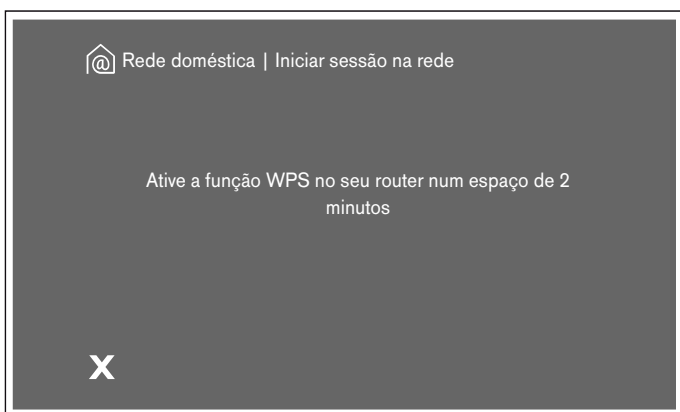 Rede doméstica | Iniciar sessão na rede
Ative a função WPS no seu router num espaço de 2
minutos
X